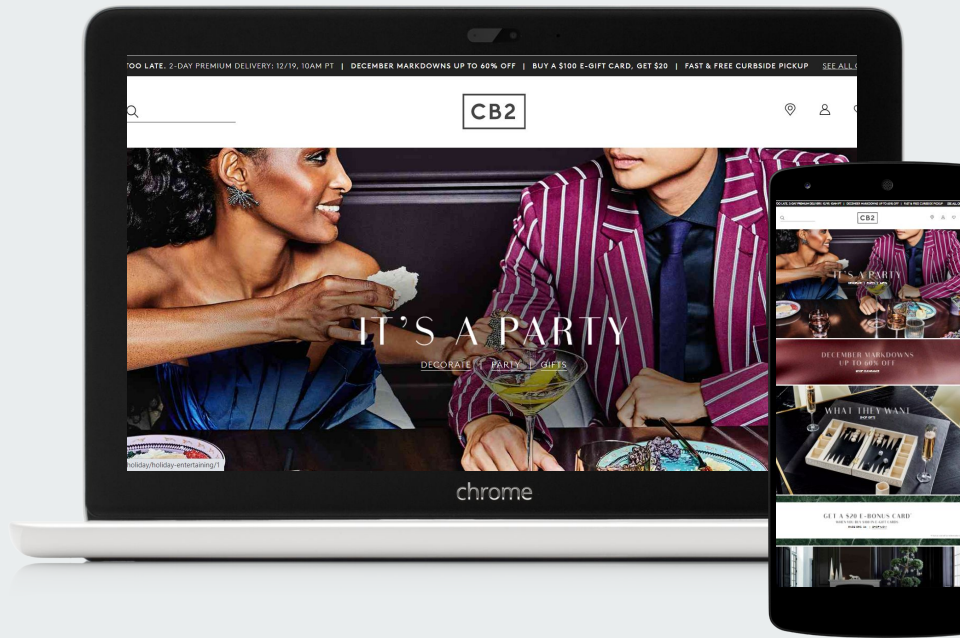 TOO LATE. 2-DAY PREMIUM DELIVERY: 12/19, 10AM PT | DECEMBER MARKDOWNS UP TO 60% OFF | BUY A $100 E-GIFT CARD, GET $20 | FAST & FREE CURBSIDE PICKUP SEE ALL
CB2
IT'S A PARTY
DECORATE | PARTY | GIFTS
holiday/holiday-entertaining/1
chrome
CB2
IT'S A PARTY
DECEMBER MARKDOWNS
UP TO 60% OFF
WHAT THEY WANT
SHOP GIFTS
GET A $20 E-BONUS CARD*